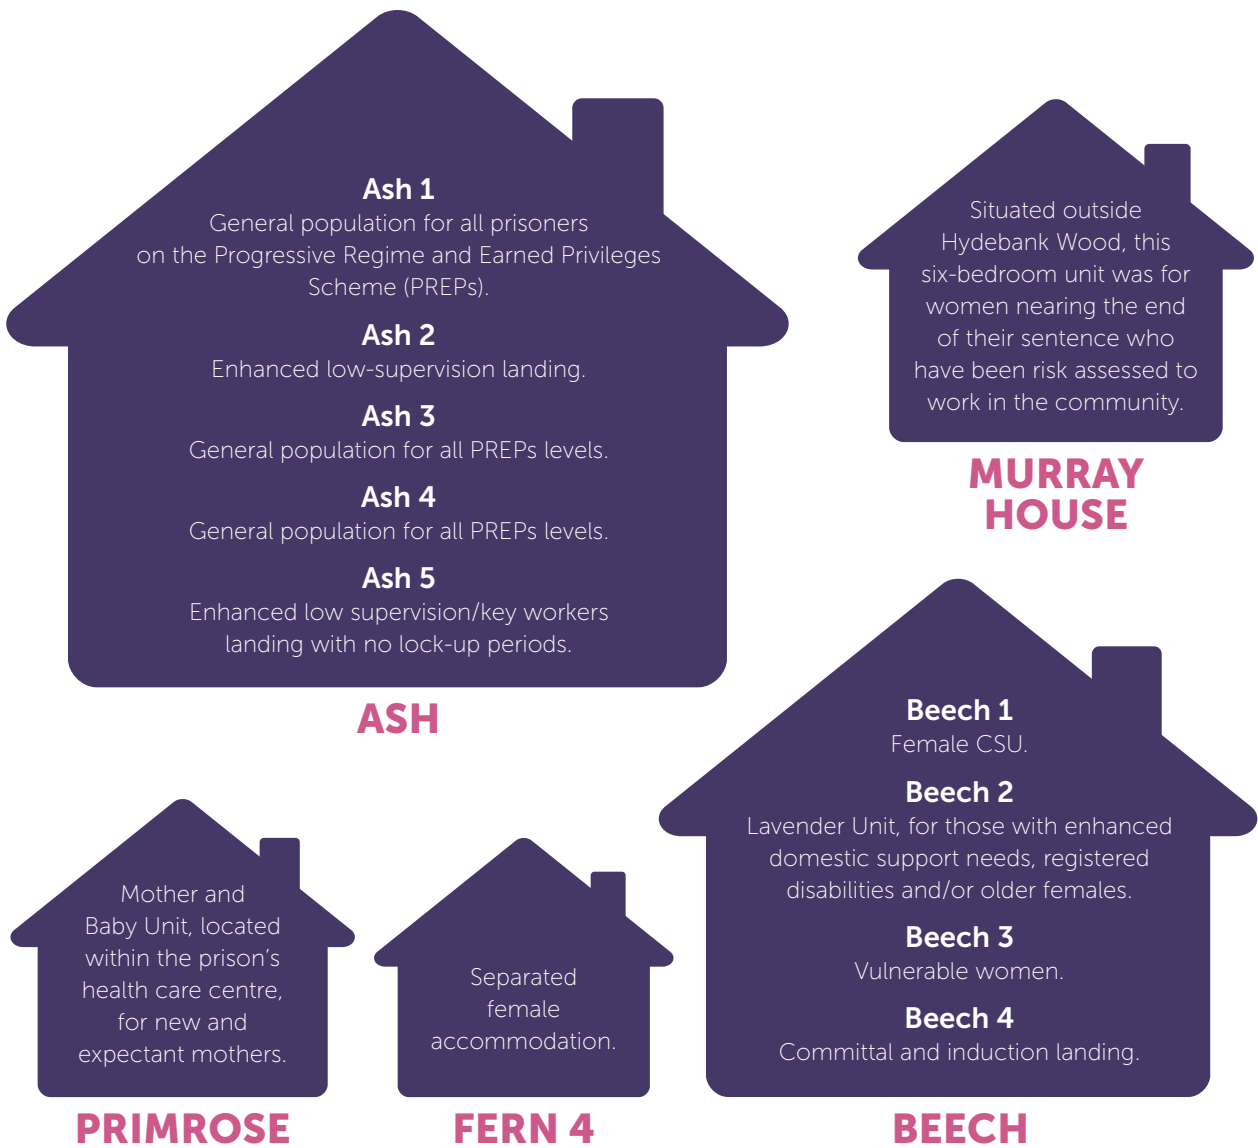 Ash 1
General population for all prisoners
on the Progressive Regime and Earned Privileges
Scheme (PREPs).
Ash 2
Enhanced low-supervision landing.
Ash 3
General population for all PREPs levels.
Ash 4
General population for all PREPs levels.
Ash 5
Enhanced low supervision/key workers
landing with no lock-up periods.
ASH
Situated outside
Hydebank Wood, this
six-bedroom unit was for
women nearing the end
of their sentence who
have been risk assessed to
work in the community.
MURRAY
HOUSE
Mother and
Baby Unit, located
within the prison’s
health care centre,
for new and
expectant mothers.
PRIMROSE
Separated
female
accommodation.
FERN 4
Beech 1
Female CSU.
Beech 2
Lavender Unit, for those with enhanced
domestic support needs, registered
disabilities and/or older females.
Beech 3
Vulnerable women.
Beech 4
Committal and induction landing.
BEECH